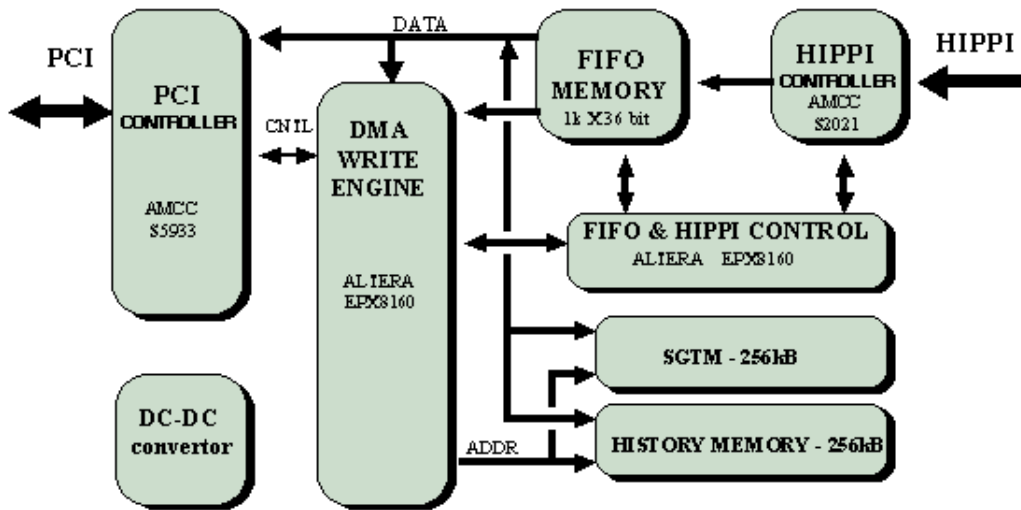 DATA
PCI
PCI
CONTROLLER
AMCC
S5933
CNTL
DMA
WRITE
ENGINE
ALTERA
EPX8160
FIFO
MEMORY
1k X36 bit
HIPPI
CONTROLLER
AMCC
S2021
HIPPI
FIFO & HIPPI CONTROL
ALTERA EPX8160
SGTM - 256kB
HISTORY MEMORY - 256kB
ADDR
DC-DC
convertor